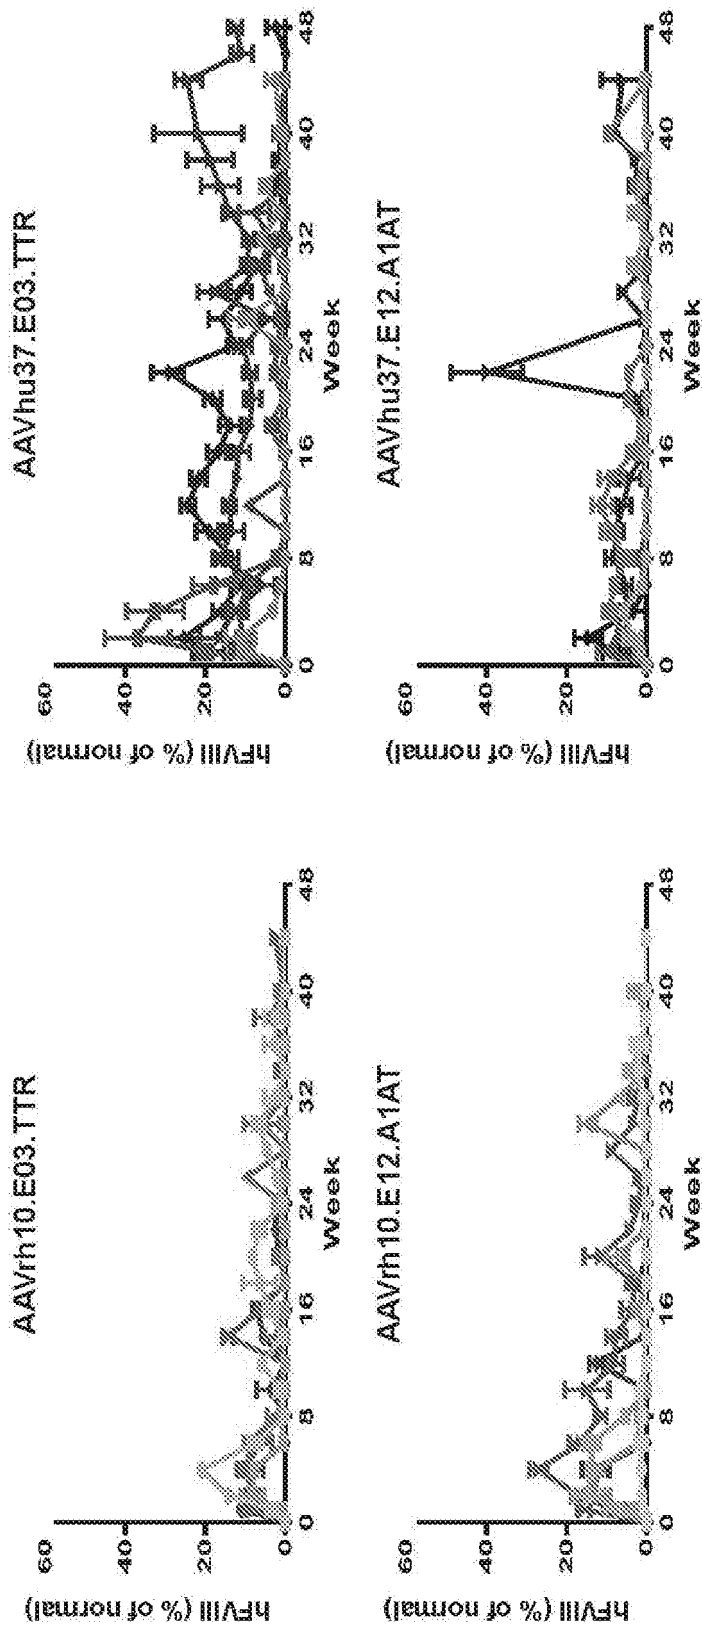 AAVrh10.E03.TTR
hFVIII (% of normal)
60
40
20
0
0 8 16 24 32 40 48
Week
AAVhu37.E03.TTR
hFVIII (% of normal)
60
40
20
0
0 8 16 24 32 40 48
Week
AAVrh10.E12.A1AT
hFVIII (% of normal)
60
40
20
0
0 8 16 24 32 40 48
Week
AAVhu37.E12.A1AT
hFVIII (% of normal)
60
40
20
0
0 8 16 24 32 40 48
Week